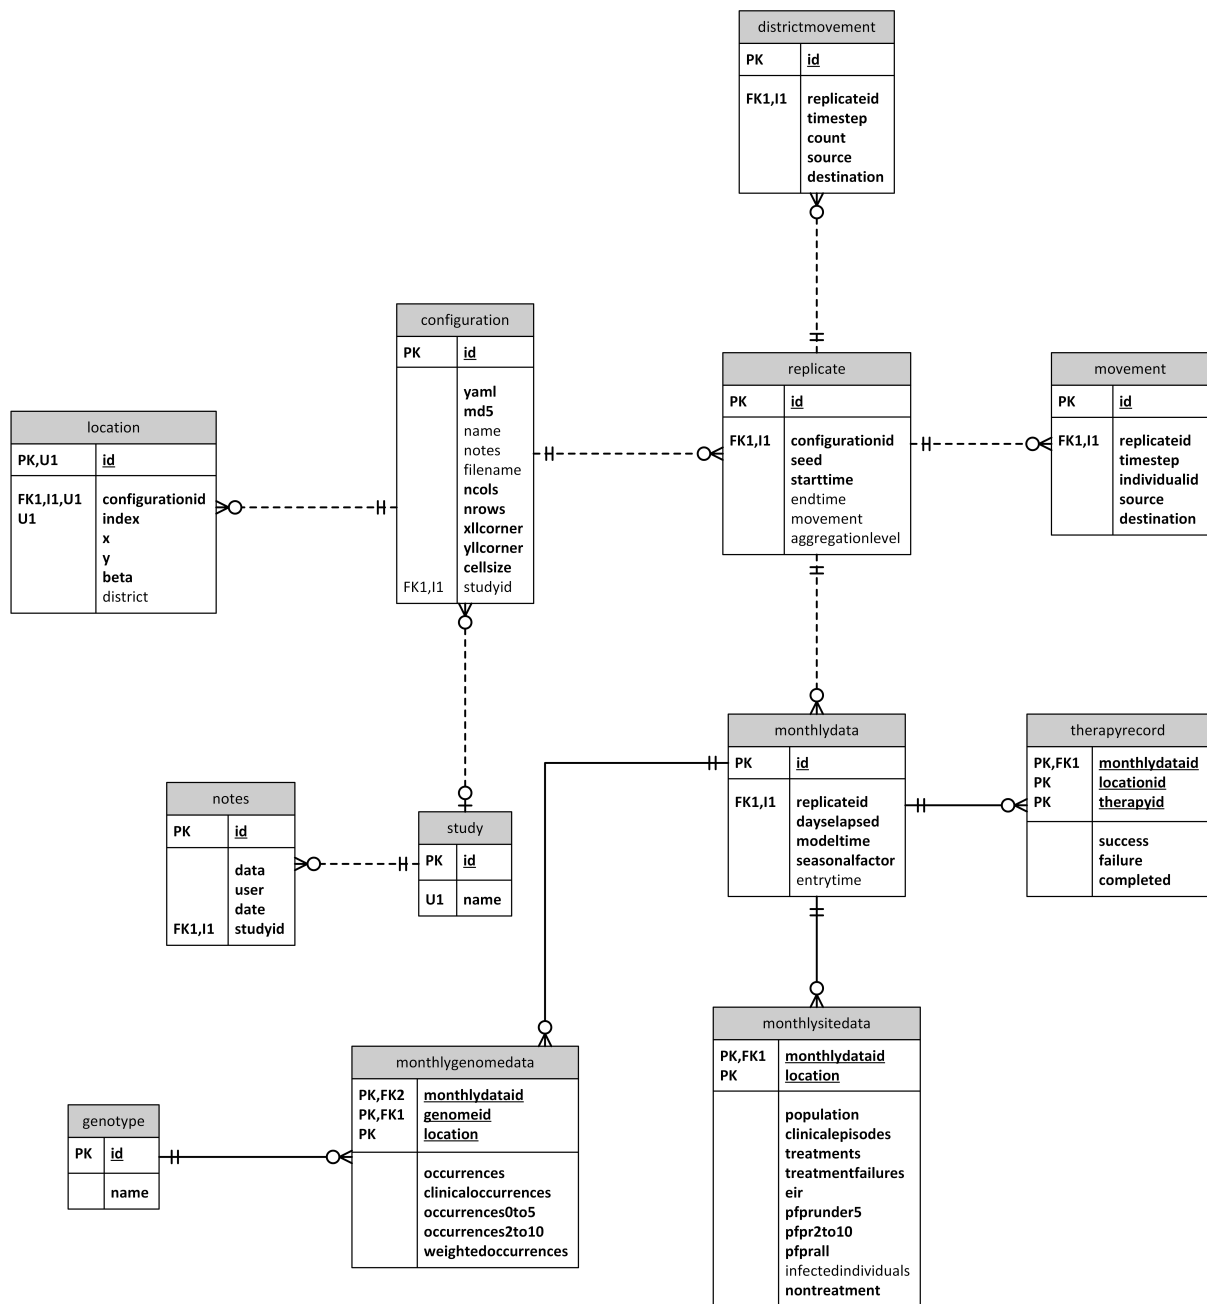 districtmovement
PK id
FK1,I1 replicateid
timestep
count
source
destination
configuration
PK id
yaml
md5
name
notes
filename
ncols
nrows
xllcorner
yllcorner
cellsize
FK1,I1 studyid
replicate
PK id
FK1,I1 configurationid
seed
starttime
endtime
movement
aggregationlevel
movement
PK id
FK1,I1 replicateid
timestep
individualid
source
destination
location
PK,U1 id
FK1,I1,U1 configurationid
U1 index
x
y
beta
district
monthlydata
PK id
FK1,I1 replicateid
dayselapsed
modeltime
seasonalfactor
entrytime
therapyrecord
PK,FK1 monthlydataid
PK locationid
PK therapyid
success
failure
completed
notes
PK id
data
user
date
FK1,I1 studyid
study
PK id
U1 name
monthlysitedata
PK,FK1 monthlydataid
PK location
population
clinicalepisodes
treatments
treatmentfailures
eir
pfprunder5
pfpr2to10
pfprall
infectedindividuals
nontreatment
monthlygenomedata
PK,FK2 monthlydataid
PK,FK1 genomeid
PK location
occurrences
clinicaloccurrences
occurrences0to5
occurrences2to10
weightedoccurrences
genotype
PK id
name